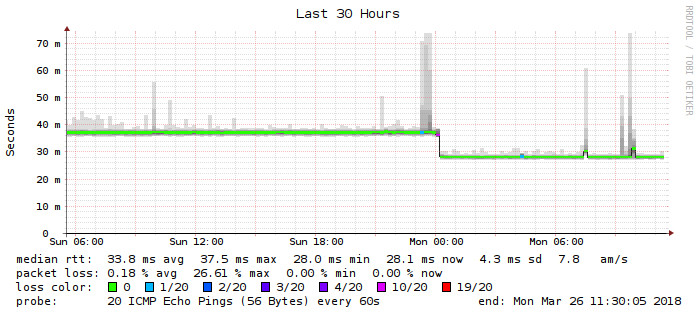 Last 30 Hours
RRDTOOL / TOBI OETIKER
Seconds
70 m
60 m
50 m
40 m
30 m
20 m
10 m
0
Sun 06:00 Sun 12:00 Sun 18:00 Mon 00:00 Mon 06:00
median rtt: 33.8 ms avg 37.5 ms max 28.0 ms min 28.1 ms now 4.3 ms sd 7.8 am/s
packet loss: 0.18 % avg 26.61 % max 0.00 % min 0.00 % now
loss color: 0 1/20 2/20 3/20 4/20 10/20 19/20
probe: 20 ICMP Echo Pings (56 Bytes) every 60s end: Mon Mar 26 11:30:05 2018